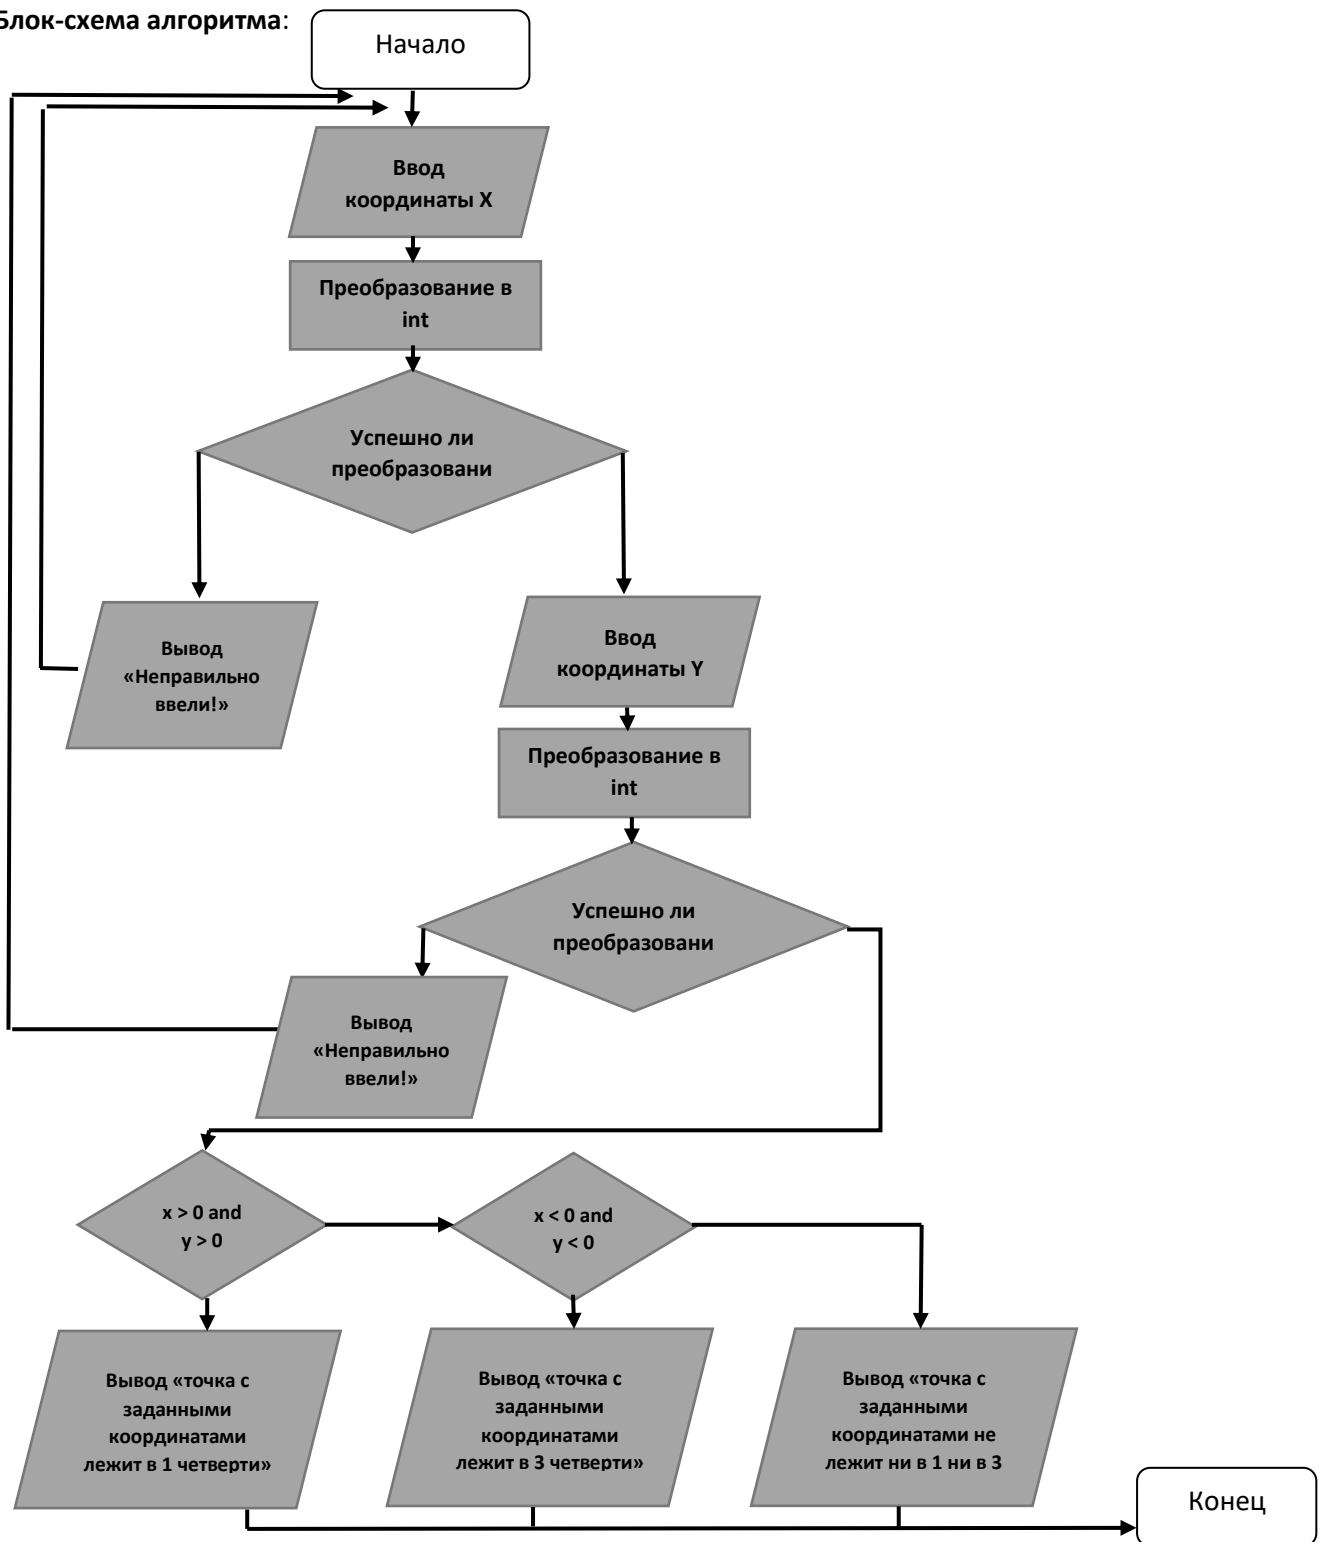 Блок-схема алгоритма:
Начало
Ввод
координаты X
Преобразование в
int
Успешно ли
преобразовани
Вывод
«Неправильно
ввели!»
Ввод
координаты Y
Преобразование в
int
Успешно ли
преобразовани
Вывод
«Неправильно
ввели!»
x > 0 and
y > 0
x < 0 and
y < 0
Вывод «точка с
заданными
координатами
лежит в 1 четверти»
Вывод «точка с
заданными
координатами
лежит в 3 четверти»
Вывод «точка с
заданными
координатами не
лежит ни в 1 ни в 3
Конец